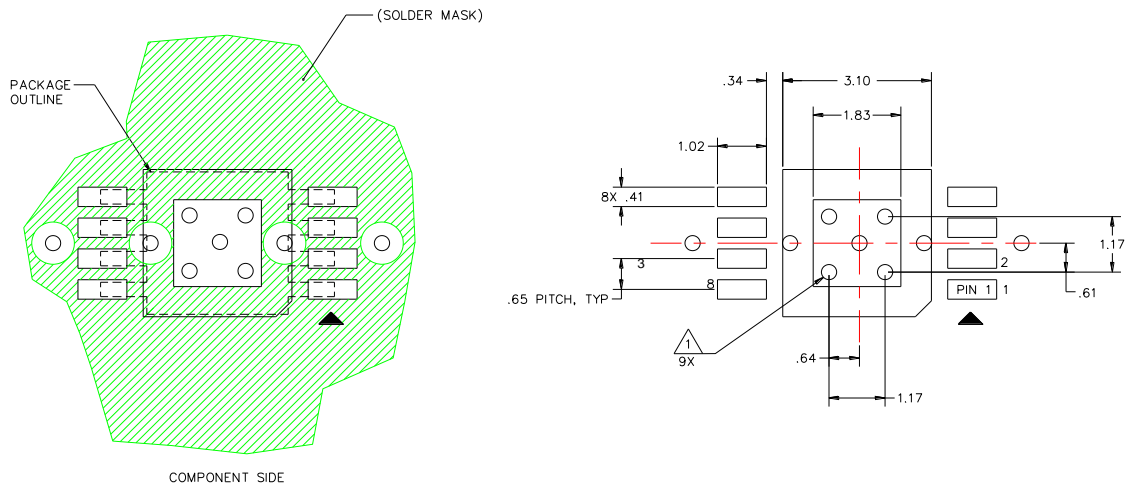 (SOLDER MASK)
PACKAGE
OUTLINE
COMPONENT SIDE
.34
3.10
1.83
1.02
8X .41
3
8
.65 PITCH, TYP
2
PIN 1
1
1.17
.61
1
9X
.64
1.17